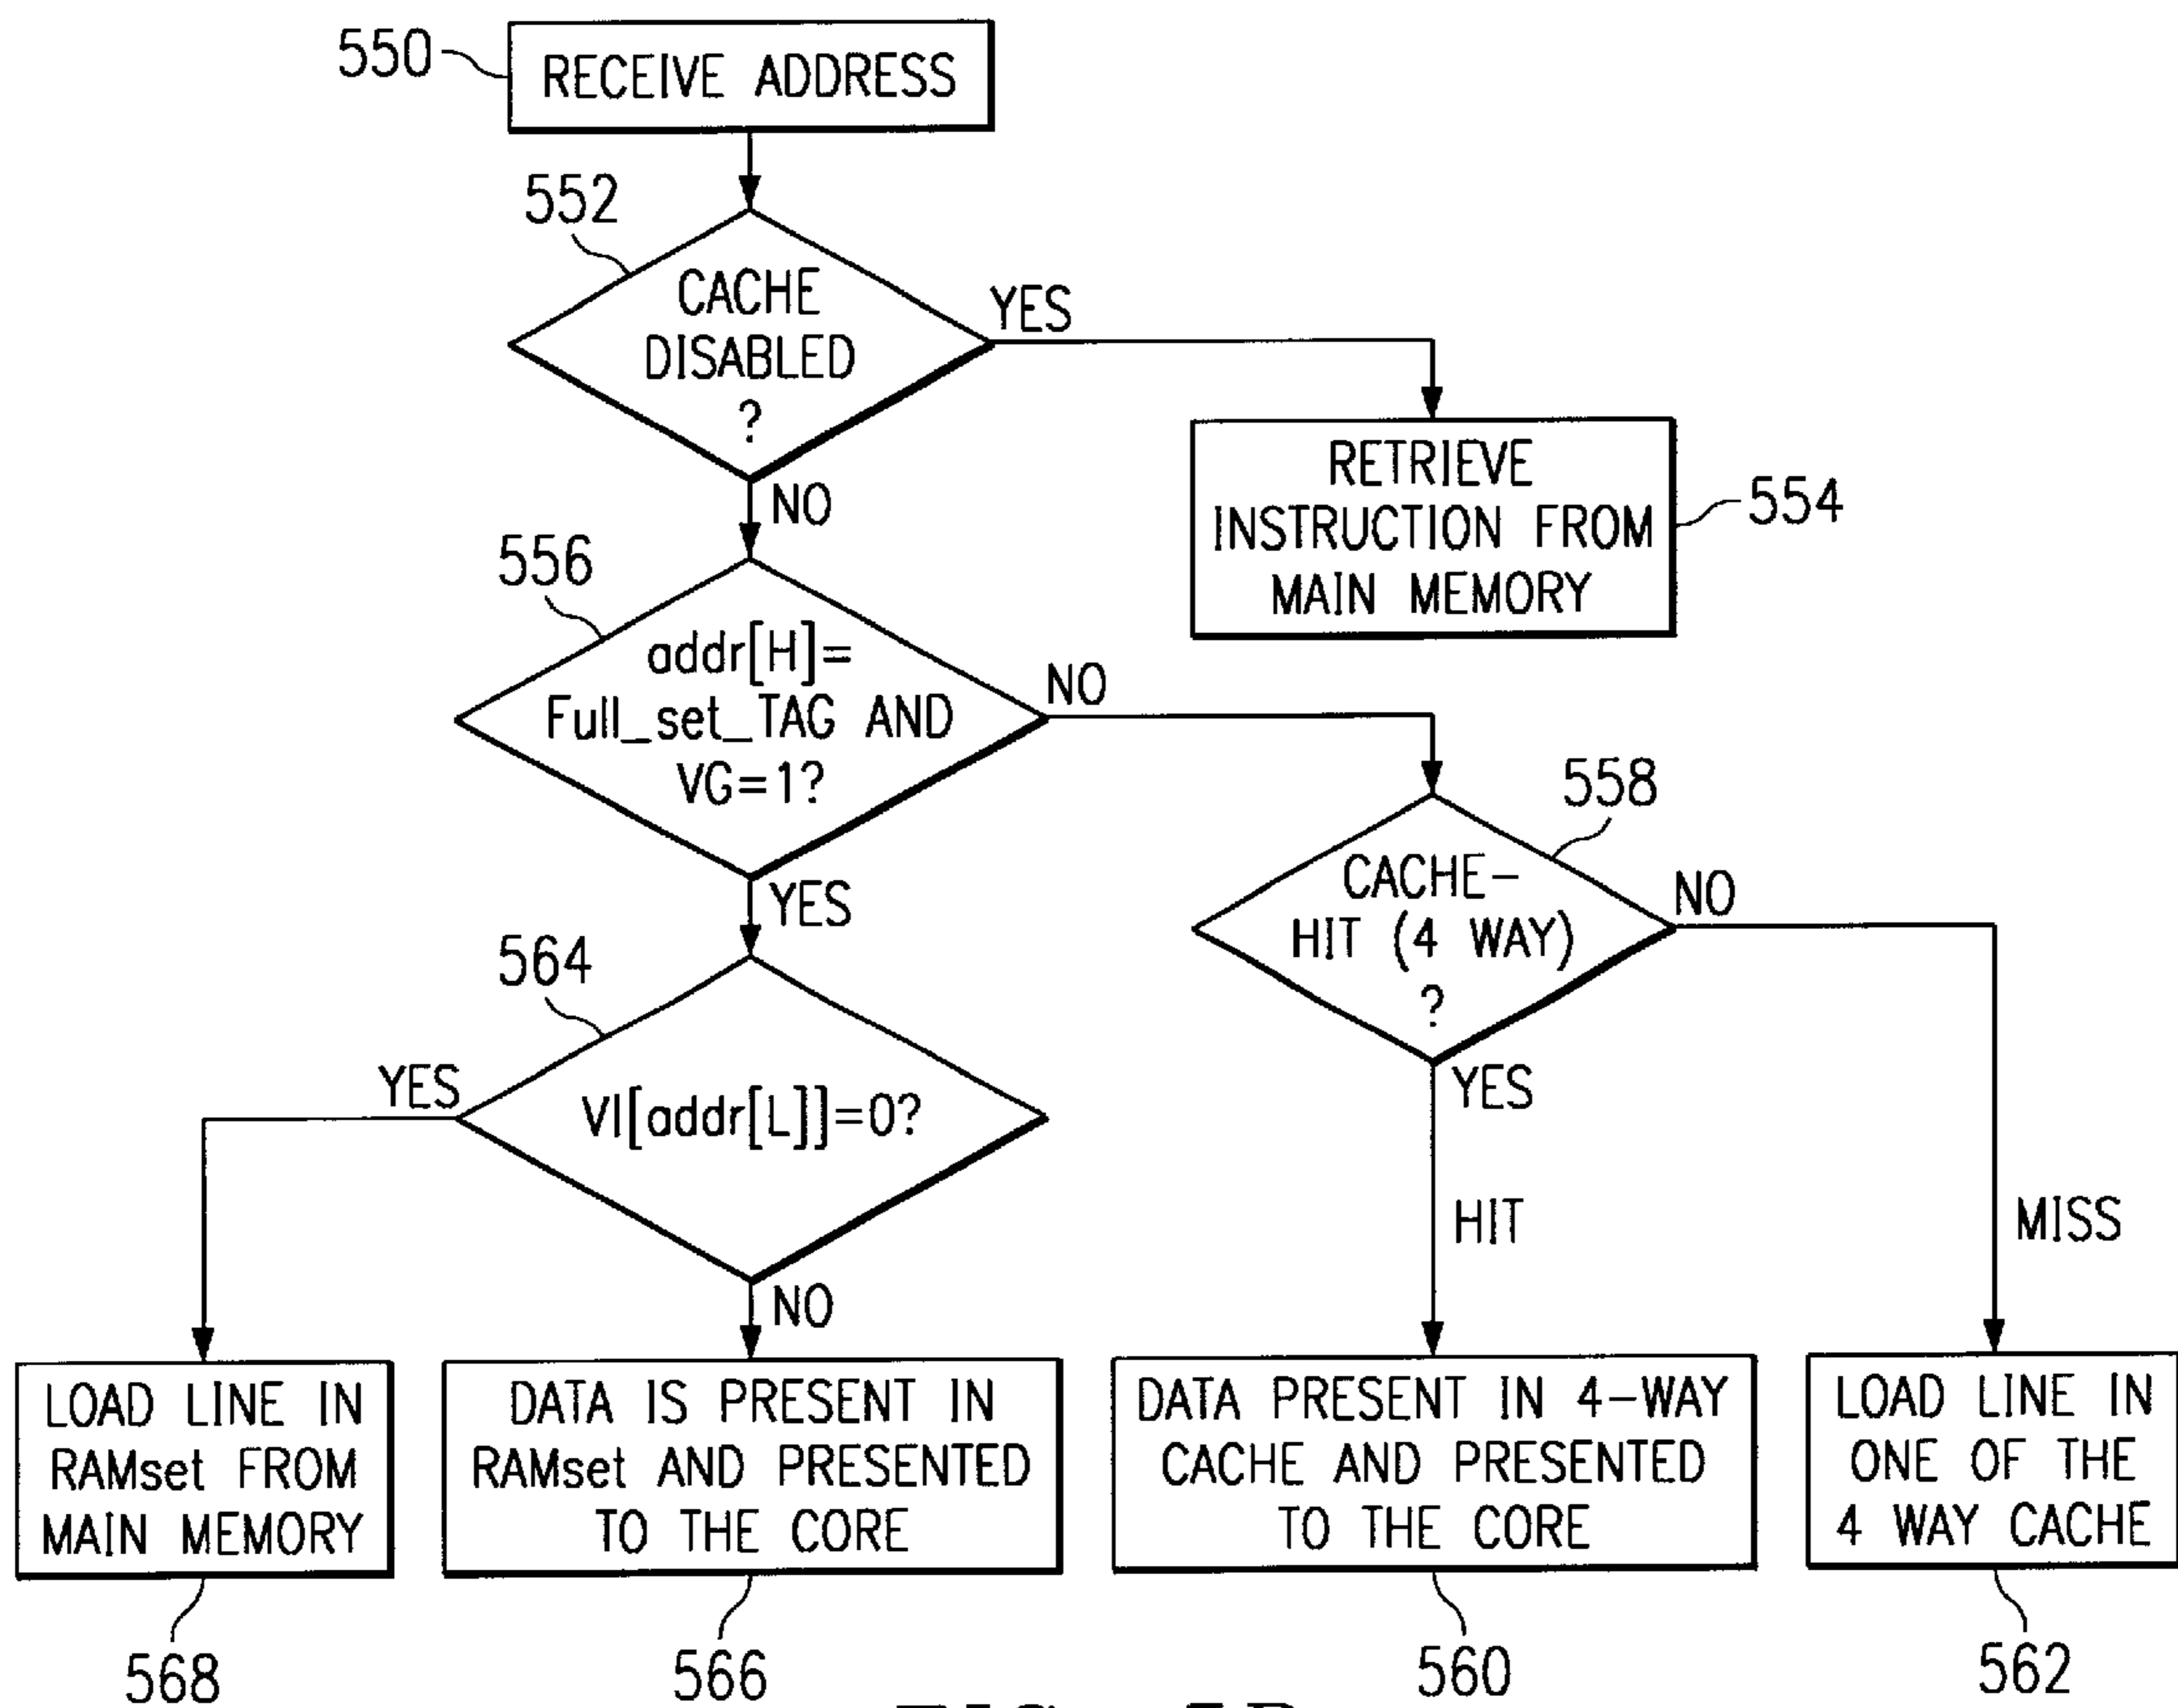 550
RECEIVE ADDRESS
552
CACHE
DISABLED
?
YES
NO
RETRIEVE
INSTRUCTION FROM
MAIN MEMORY
554
556
addr[H]=
Full_set_TAG AND
VG=1?
NO
YES
558
CACHE-
HIT (4 WAY)
?
NO
YES
HIT
MISS
564
VI[addr[L]]=0?
YES
NO
LOAD LINE IN
RAMset FROM
MAIN MEMORY
DATA IS PRESENT IN
RAMset AND PRESENTED
TO THE CORE
DATA PRESENT IN 4-WAY
CACHE AND PRESENTED
TO THE CORE
LOAD LINE IN
ONE OF THE
4 WAY CACHE
568
566
560
562